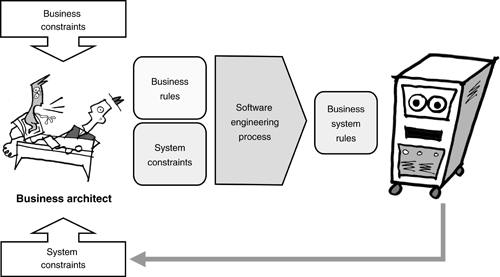 Business
constraints
Business
rules
System
constraints
Software
engineering
process
Business
system
rules
Business architect
System
constraints